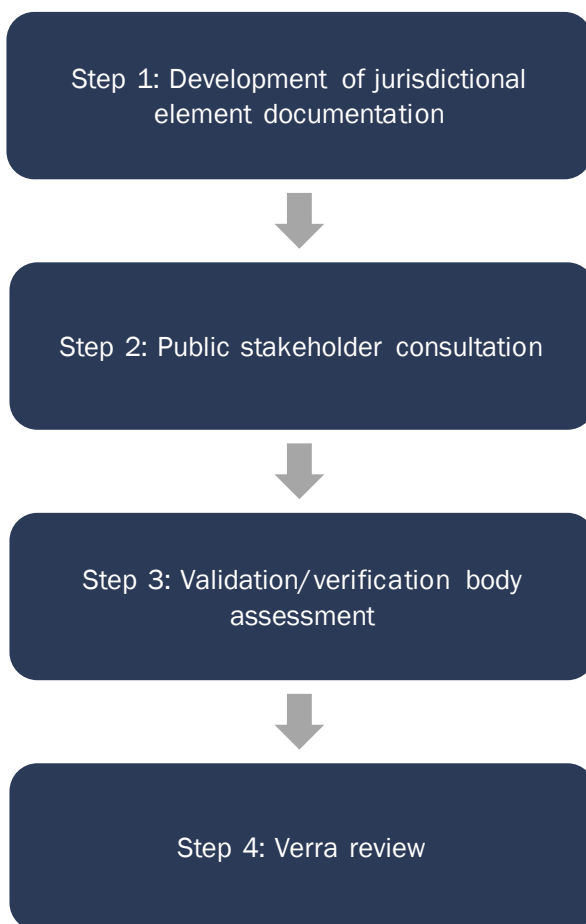 Step 1: Development of jurisdictional
element documentation
Step 2: Public stakeholder consultation
Step 3: Validation/verification body
assessment
Step 4: Verra review